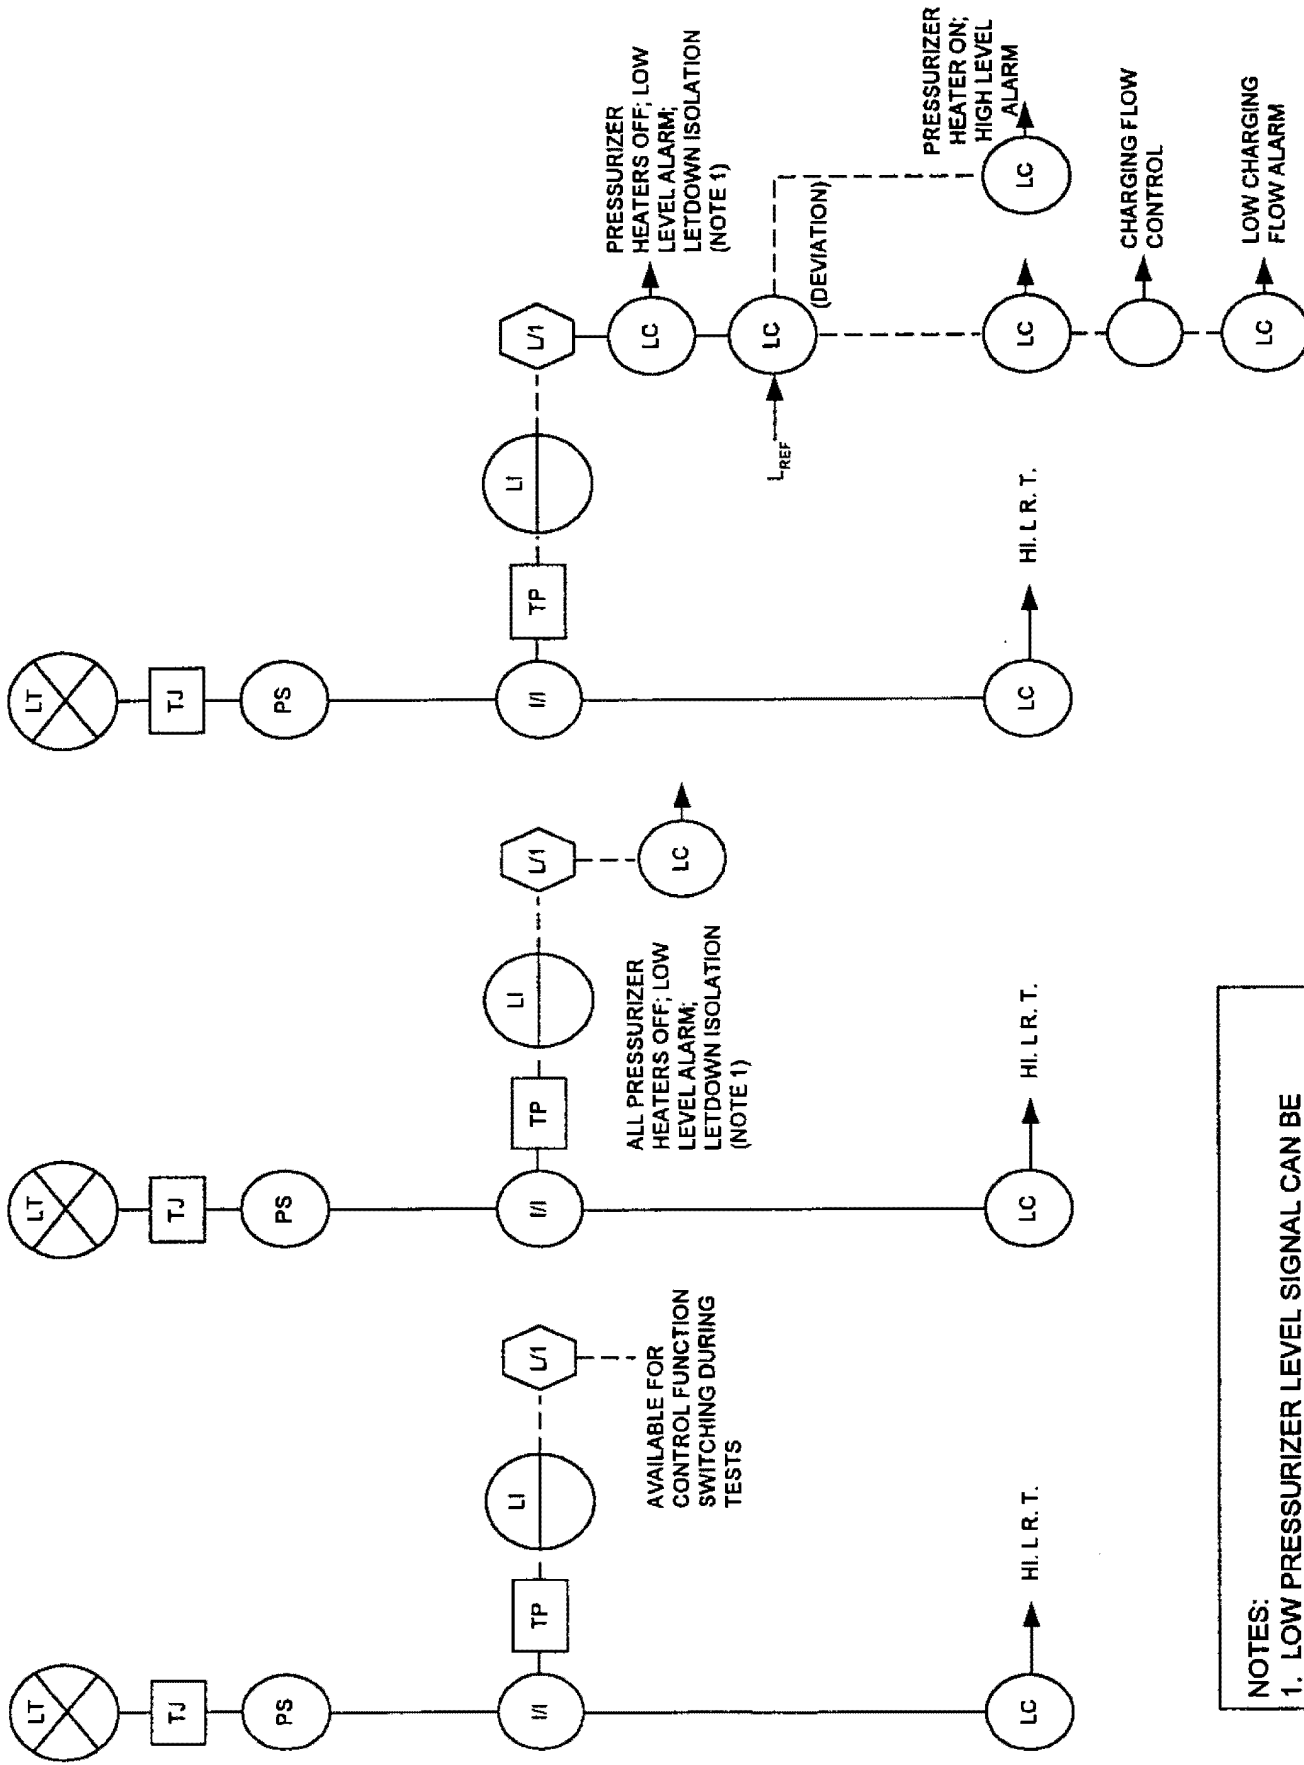 LT
TJ
PS
I/I
TP
LI
L/1
AVAILABLE FOR
CONTROL FUNCTION
SWITCHING DURING
TESTS
LC
HI. L R. T.
LT
TJ
PS
I/I
TP
LI
L/1
LC
ALL PRESSURIZER
HEATERS OFF; LOW
LEVEL ALARM;
LETDOWN ISOLATION
(NOTE 1)
LC
HI. L R. T.
LT
TJ
PS
I/I
TP
LI
L/1
LC
PRESSURIZER
HEATERS OFF; LOW
LEVEL ALARM;
LETDOWN ISOLATION
(NOTE 1)
LREF
LC
(DEVIATION)
LC
PRESSURIZER
HEATER ON;
HIGH LEVEL
ALARM
LC
CHARGING FLOW
CONTROL
LC
LOW CHARGING
FLOW ALARM
LC
HI. L R. T.
NOTES:
1. LOW PRESSURIZER LEVEL SIGNAL CAN BE